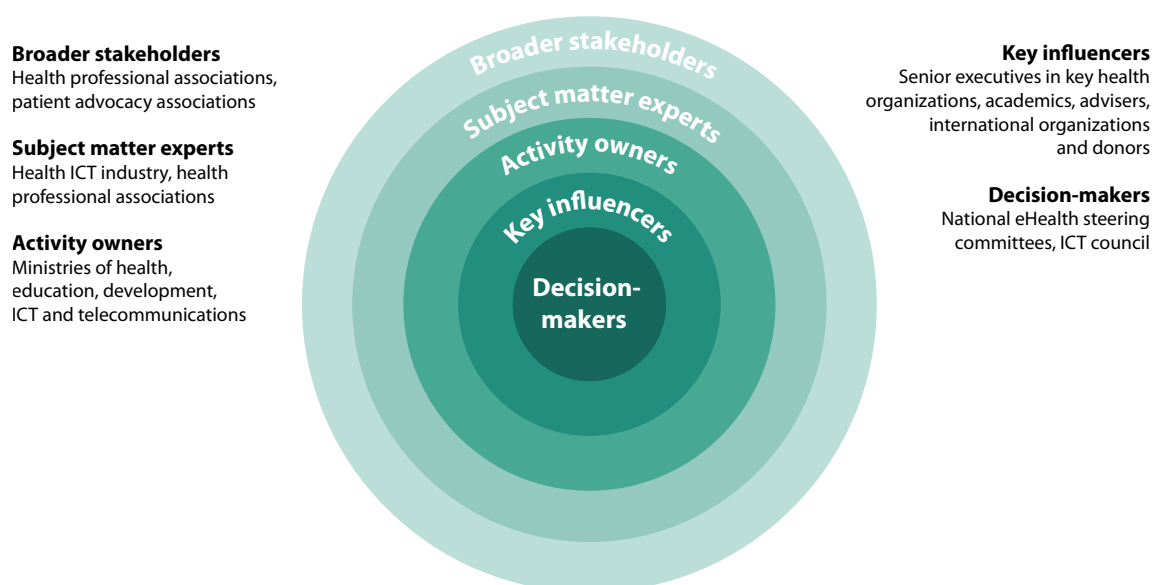 Broader stakeholders
Health professional associations,
patient advocacy associations
Subject matter experts
Health ICT industry, health
professional associations
Activity owners
Ministries of health,
education, development,
ICT and telecommunications
Broader stakeholders
Subject matter experts
Activity owners
Key influencers
Decision-
makers
Key influencers
Senior executives in key health
organizations, academics, advisers,
international organizations
and donors
Decision-makers
National eHealth steering
committees, ICT council